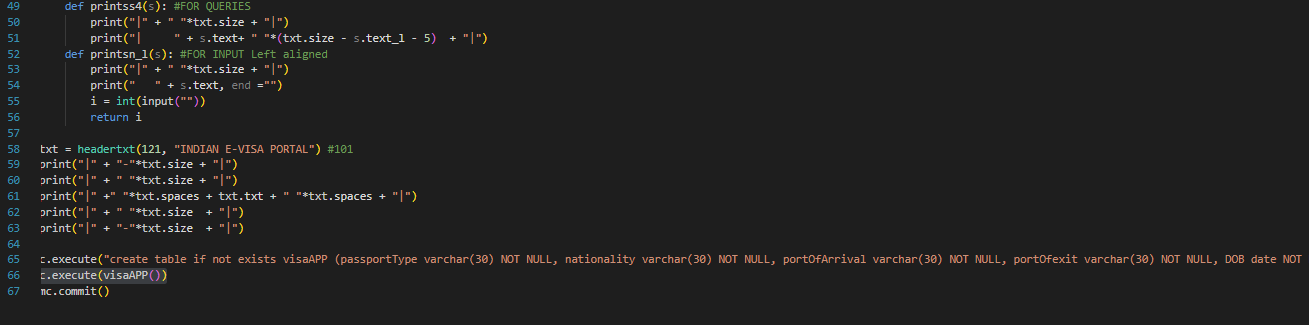 49 def printss4(s): #FOR QUERIES
50 print("|" + " "*txt.size + "|")
51 print("|     " + s.text+ " "*(txt.size - s.text_l - 5)  + "|")
52 def printsn_l(s): #FOR INPUT Left aligned
53 print("|" + " "*txt.size + "|")
54 print("   " + s.text, end ="")
55 i = int(input(""))
56 return i
57
58 txt = headertxt(121, "INDIAN E-VISA PORTAL") #101
59 print("|" + "-"*txt.size + "|")
60 print("|" + " "*txt.size + "|")
61 print("|" +" "*txt.spaces + txt.txt + " "*txt.spaces + "|")
62 print("|" + " "*txt.size  + "|")
63 print("|" + "-"*txt.size  + "|")
64
65 c.execute("create table if not exists visaAPP (passportType varchar(30) NOT NULL, nationality varchar(30) NOT NULL, portOfArrival varchar(30) NOT NULL, portOfexit varchar(30) NOT NULL, DOB date NOT
66 c.execute(visaAPP())
67 mc.commit()